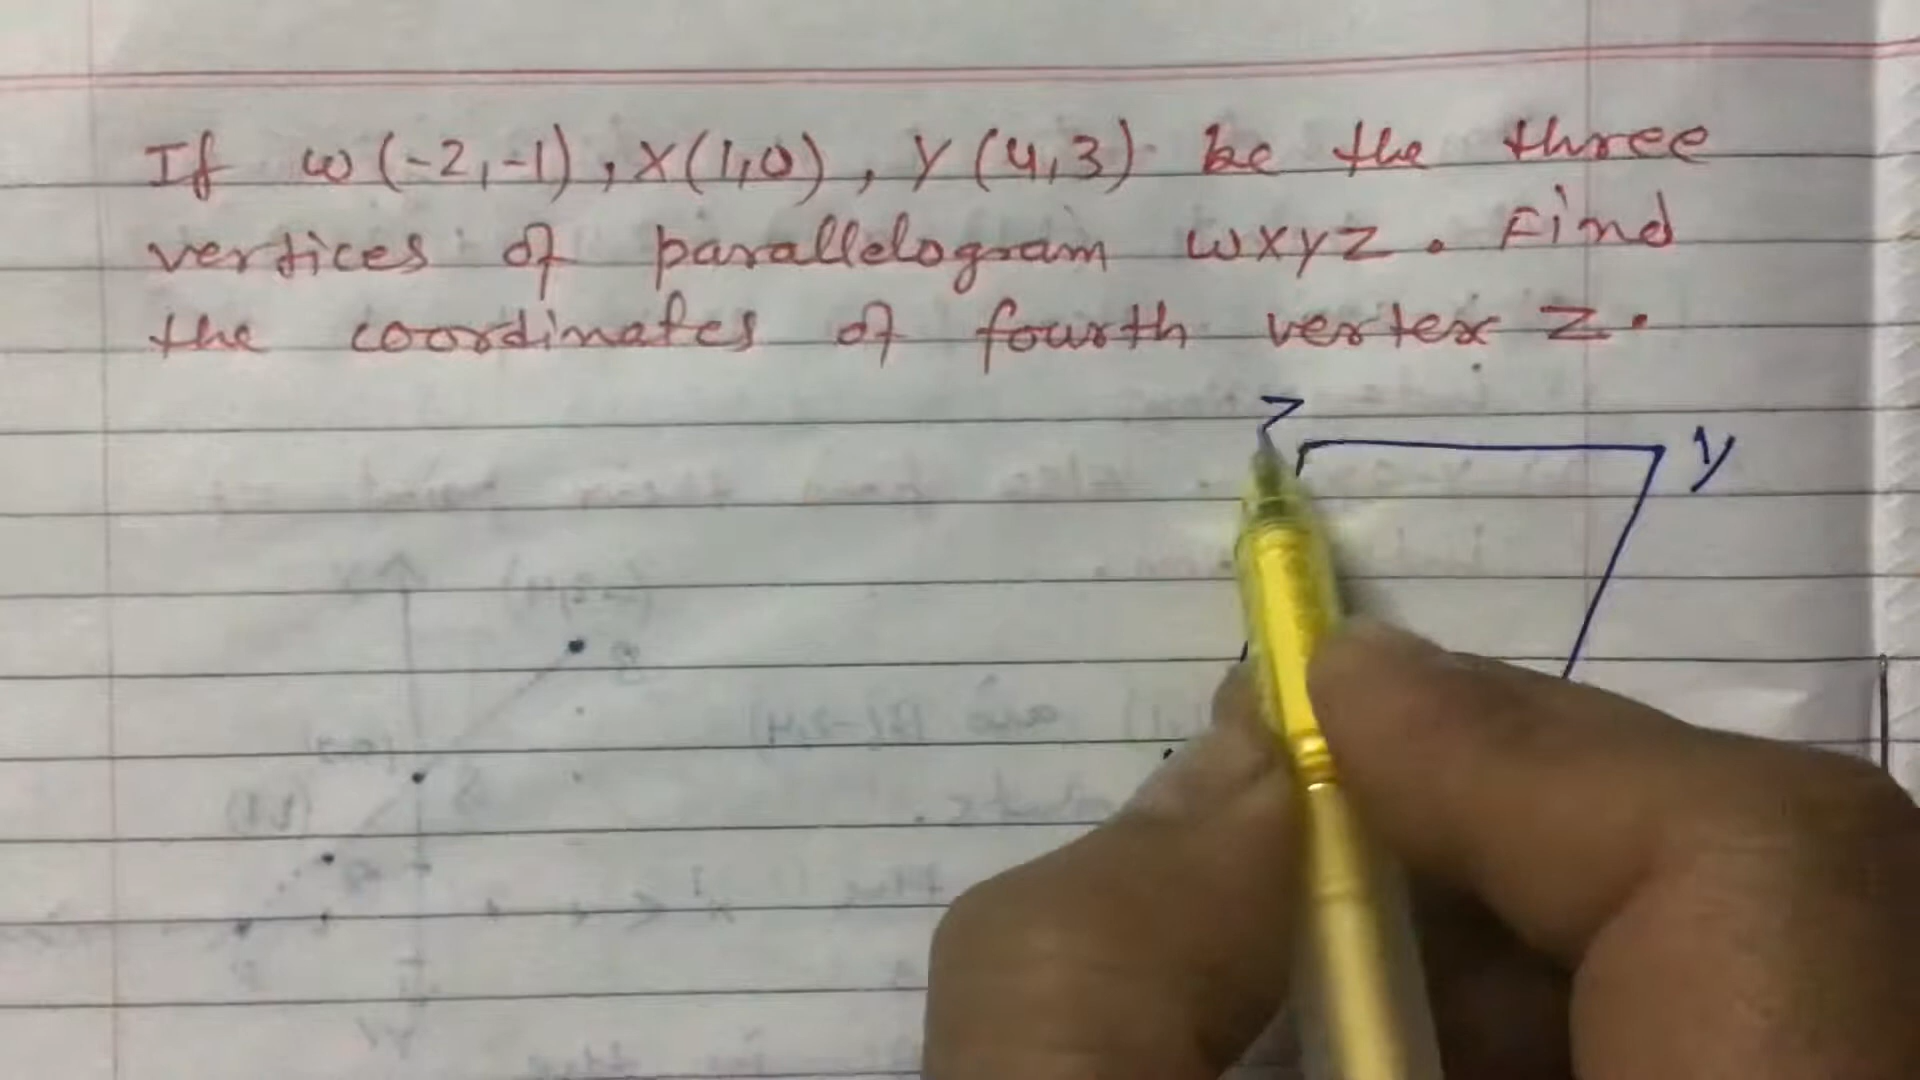 If W(-2,-1), X(1,0), Y(4,3) be the three
vertices of parallelogram WXYZ. Find
the coordinates of fourth vertex Z.
Z
y